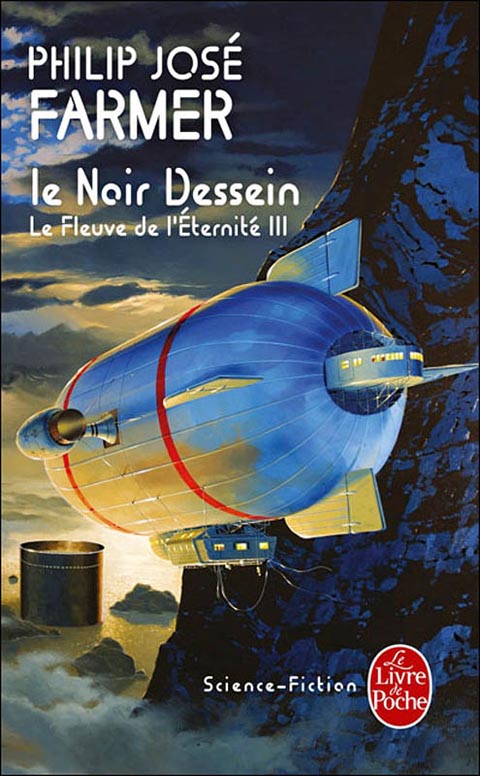 PHILIP JOSÉ
FARMER
le Noir Dessein
Le Fleuve de l'Éternité III
Science-Fiction
Le
Livre
de
Poche